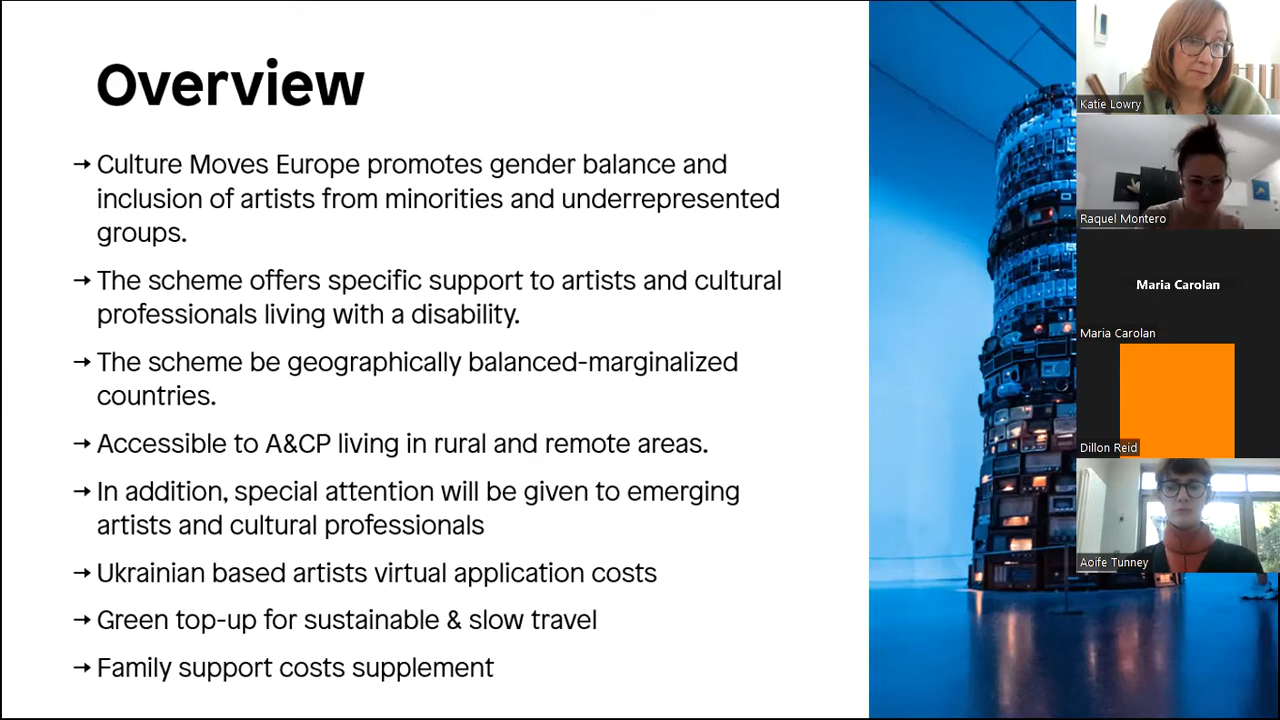 Overview
→ Culture Moves Europe promotes gender balance and
inclusion of artists from minorities and underrepresented
groups.
→ The scheme offers specific support to artists and cultural
professionals living with a disability.
→ The scheme be geographically balanced-marginalized
countries.
→ Accessible to A&CP living in rural and remote areas.
→ In addition, special attention will be given to emerging
artists and cultural professionals
→ Ukrainian based artists virtual application costs
→ Green top-up for sustainable & slow travel
→ Family support costs supplement
Katie Lowry
Raquel Montero
Maria Carolan
Maria Carolan
Dillon Reid
Aoife Tunney